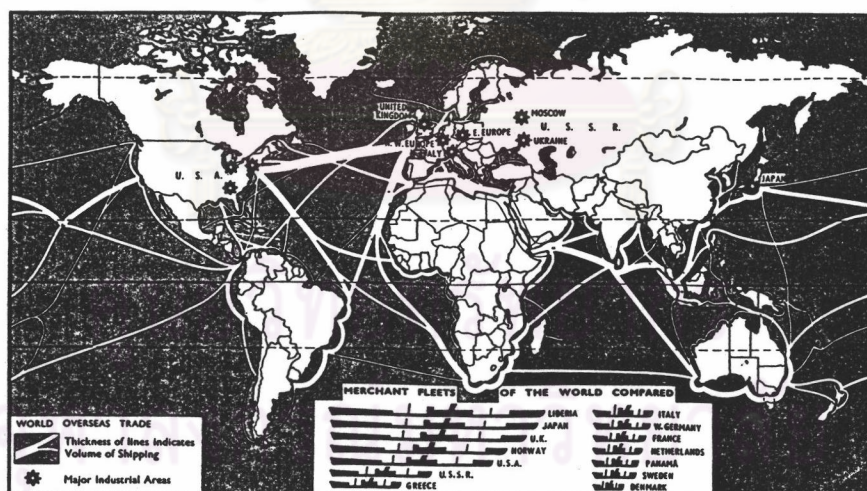 UNITED
KINGDOM
N.W. EUROPE
E. EUROPE
ITALY
MOSCOW
U. S. S. R.
UKRAINE
U. S. A.
JAPAN
WORLD OVERSEAS TRADE
Thickness of lines Indicates
Volume of Shipping
Major Industrial Areas
MERCHANT FLEETS OF THE WORLD COMPARED
LIBERIA
JAPAN
U.K.
NORWAY
U.S.A.
U.S.S.R.
GREECE
ITALY
W.GERMANY
FRANCE
NETHERLANDS
PANAMA
SWEDEN
DENMARK